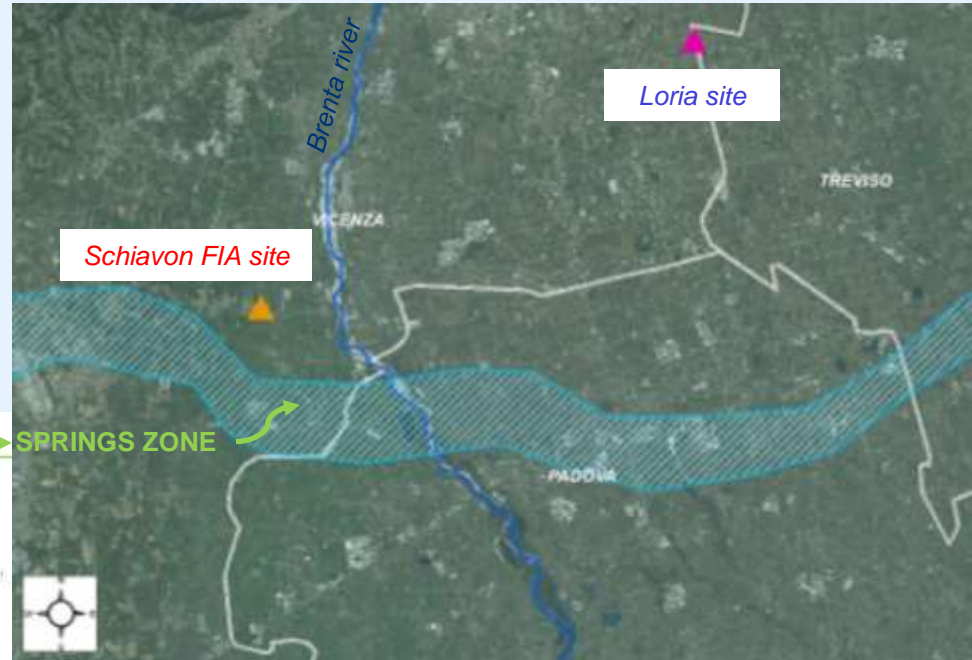 Brenta river
Loria site
TREVISO
VICENZA
Schiavon FIA site
SPRINGS ZONE
PADOVA